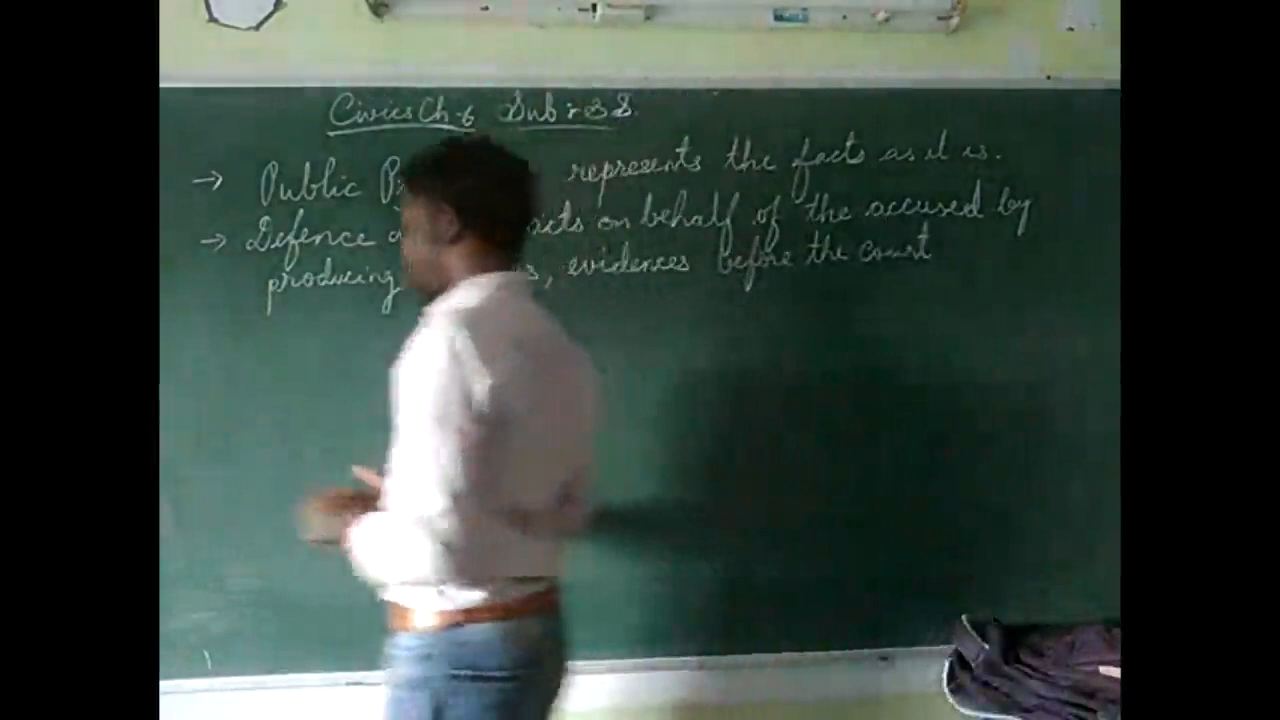 Civics Ch-6 Sub:- S.S.
→ Public represents the facts as it is.
→ Defence acts on behalf of the accused by
producing evidences before the court